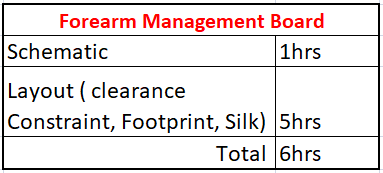 Forearm Management Board
Schematic 1hrs
Layout ( clearance
Constraint, Footprint, Silk) 5hrs
Total 6hrs